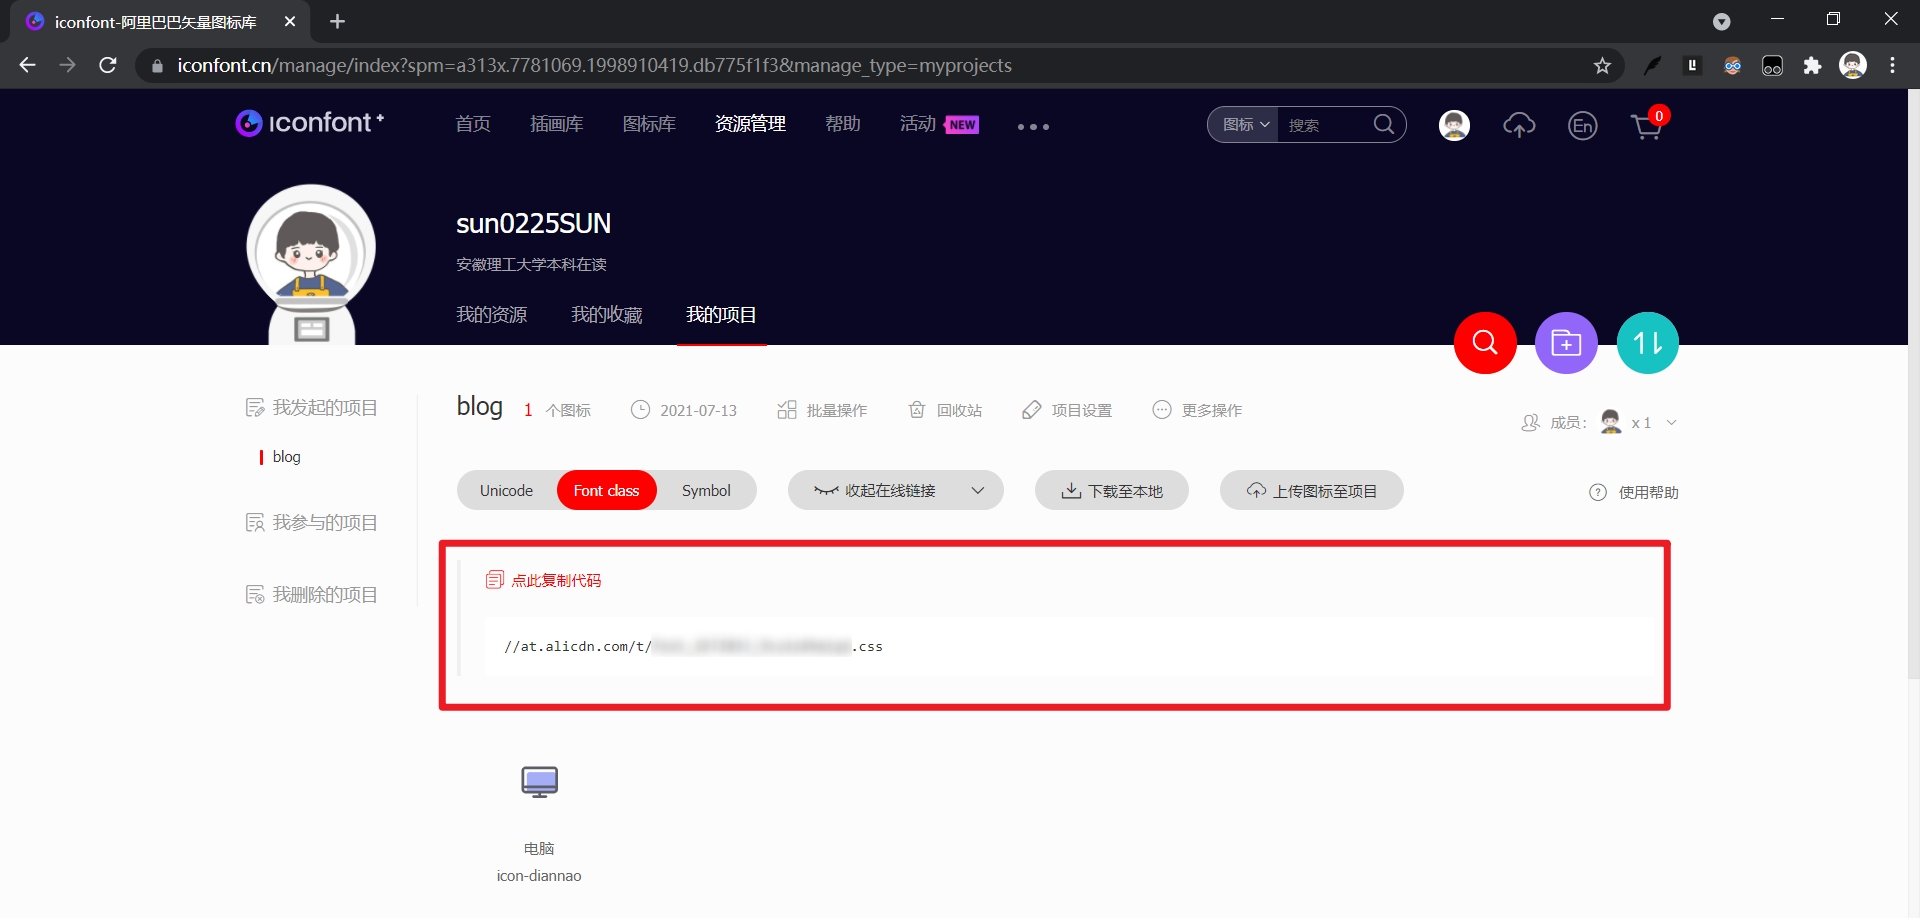 iconfont-阿里巴巴矢量图标库
iconfont.cn/manage/index?spm=a313x.7781069.1998910419.db775f1f3&manage_type=myprojects
iconfont+ 首页 插画库 图标库 资源管理 帮助 活动 NEW 图标 搜索 En 0
sun0225SUN
安徽理工大学本科在读
我的资源 我的收藏 我的项目
我发起的项目
blog
我参与的项目
我删除的项目
blog 1 个图标 2021-07-13 批量操作 回收站 项目设置 更多操作
成员: x 1
Unicode Font class Symbol 收起在线链接 下载至本地 上传图标至项目 使用帮助
点此复制代码
//at.alicdn.com/t/ .css
电脑
icon-diannao